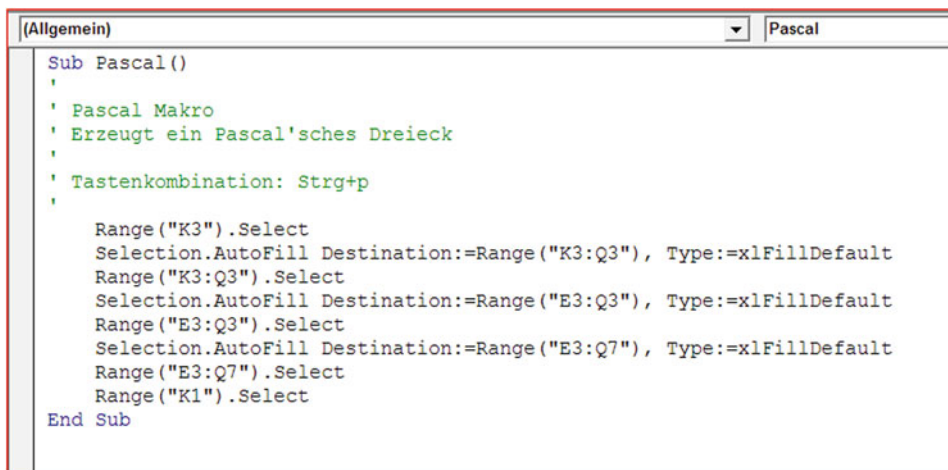 (Allgemein) Pascal
Sub Pascal()
'
' Pascal Makro
' Erzeugt ein Pascal'sches Dreieck
'
' Tastenkombination: Strg+p
'
Range("K3").Select
Selection.AutoFill Destination:=Range("K3:Q3"), Type:=xlFillDefault
Range("K3:Q3").Select
Selection.AutoFill Destination:=Range("E3:Q3"), Type:=xlFillDefault
Range("E3:Q3").Select
Selection.AutoFill Destination:=Range("E3:Q7"), Type:=xlFillDefault
Range("E3:Q7").Select
Range("K1").Select
End Sub